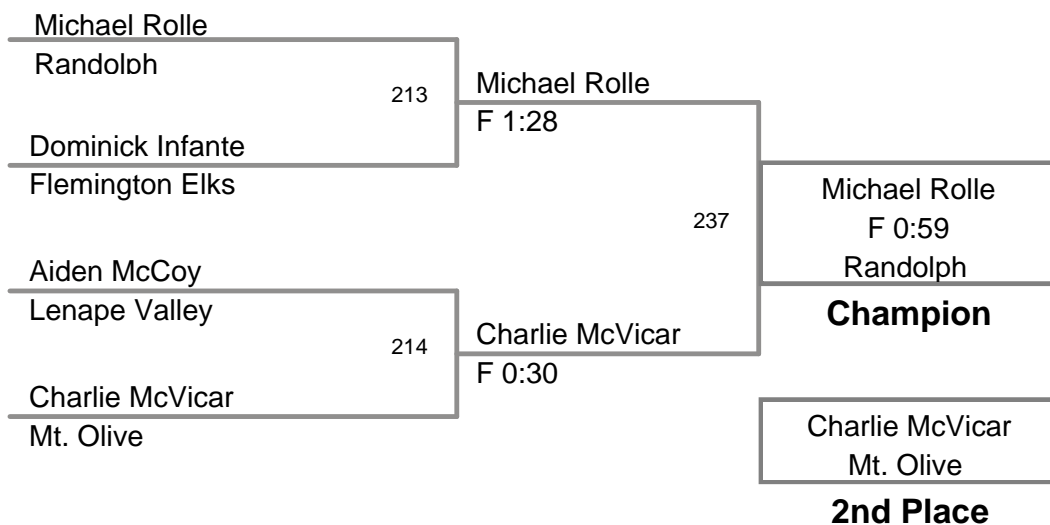 Michael Rolle
Randolph
213
Dominick Infante
Flemington Elks
Michael Rolle
F 1:28
Aiden McCoy
Lenape Valley
214
Charlie McVicar
Mt. Olive
Charlie McVicar
F 0:30
237
Michael Rolle
F 0:59
Randolph
Champion
Charlie McVicar
Mt. Olive
2nd Place